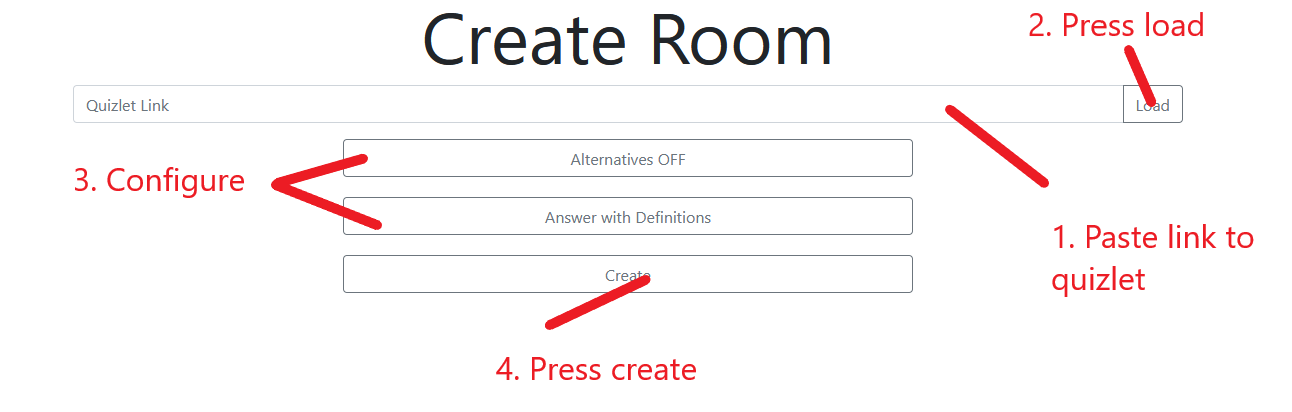 Create Room
2. Press load
Quizlet Link
Load
Alternatives OFF
3. Configure
Answer with Definitions
1. Paste link to
quizlet
Create
4. Press create